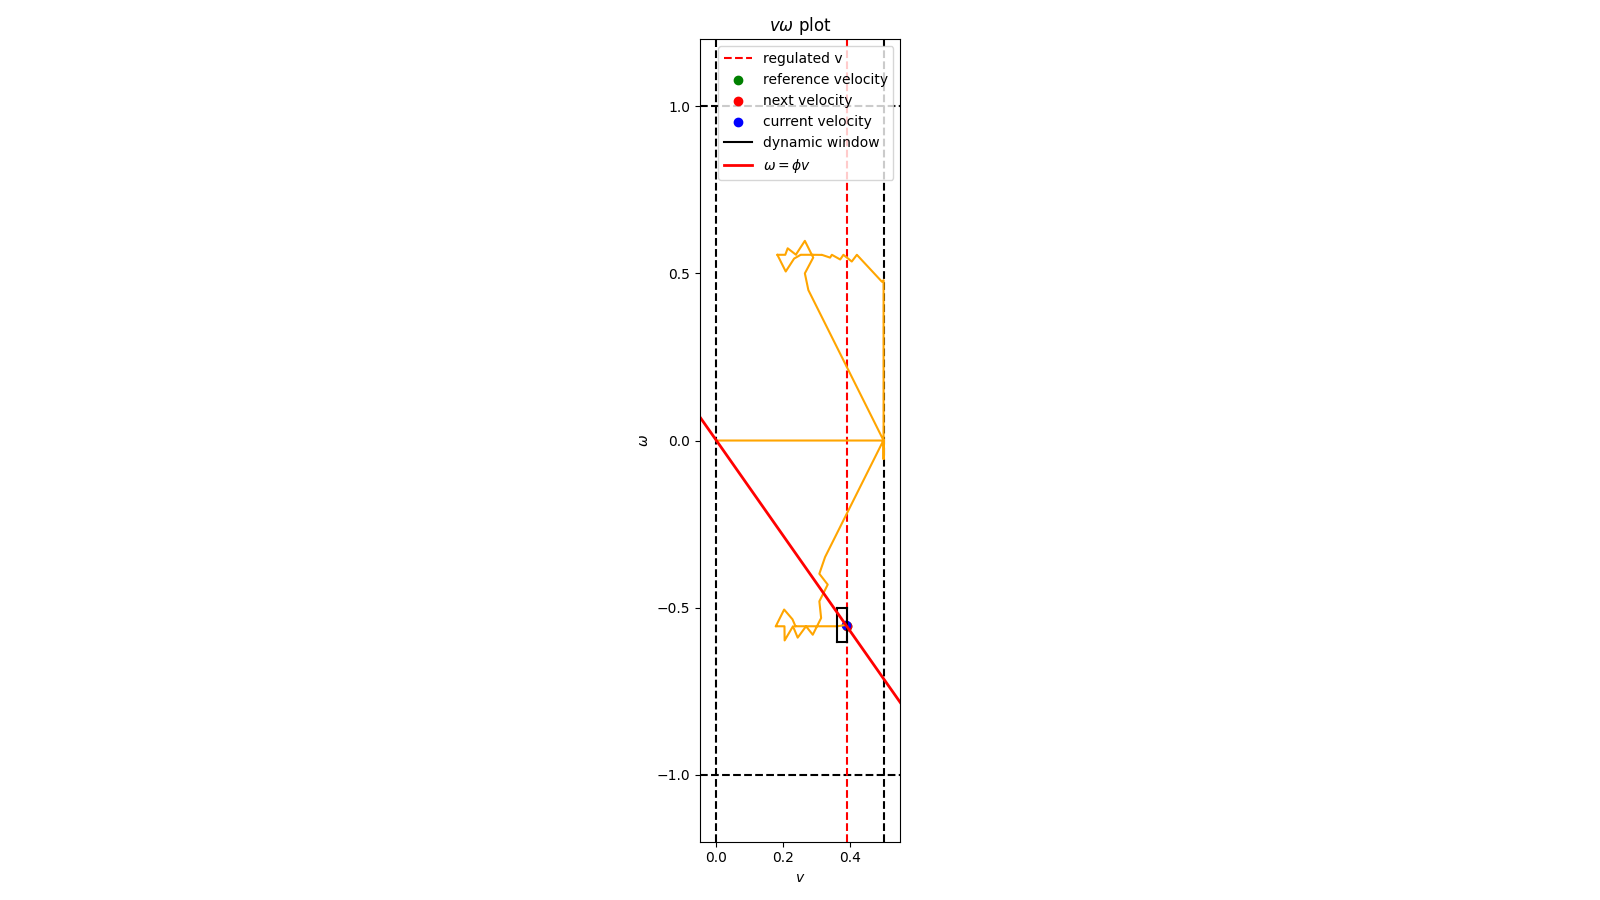 vω plot
regulated v
reference velocity
next velocity
current velocity
dynamic window
ω = ϕv
1.0
0.5
0.0
−0.5
−1.0
ω
0.0 0.2 0.4
v